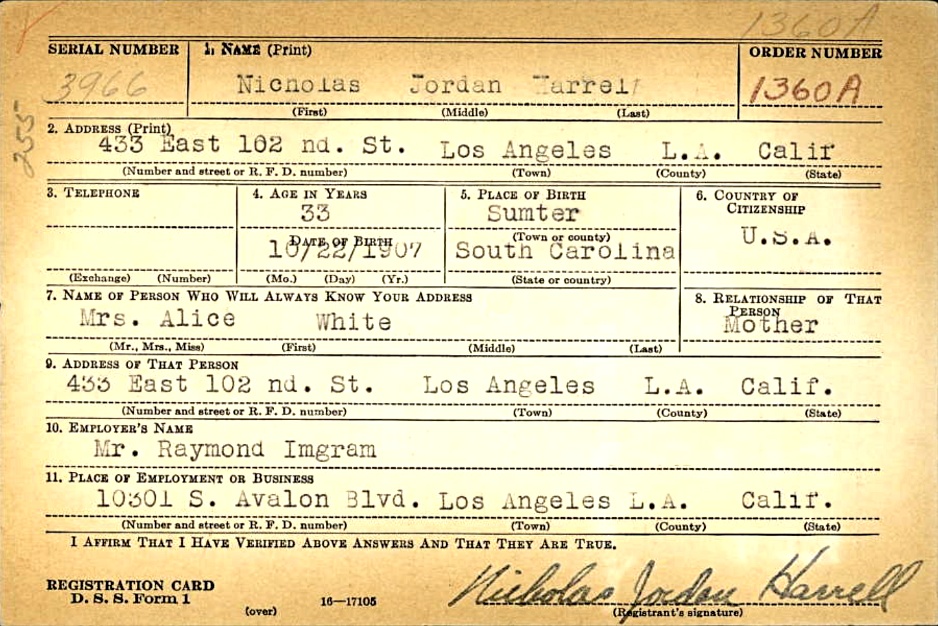 1360A
SERIAL NUMBER 1. NAME (Print) ORDER NUMBER
3966 Nicholas Jordan Harrell 1360A
(First) (Middle) (Last)
255
2. ADDRESS (Print)
433 East 102 nd. St. Los Angeles L.A. Calif
(Number and street or R. F. D. number) (Town) (County) (State)
3. TELEPHONE 4. AGE IN YEARS 5. PLACE OF BIRTH 6. COUNTRY OF CITIZENSHIP
33 Sumter
DATE OF BIRTH (Town or county) U.S.A.
10/22/1907 South Carolina
(Exchange) (Number) (Mo.) (Day) (Yr.) (State or country)
7. NAME OF PERSON WHO WILL ALWAYS KNOW YOUR ADDRESS 8. RELATIONSHIP OF THAT PERSON
Mrs. Alice White Mother
(Mr., Mrs., Miss) (First) (Middle) (Last)
9. ADDRESS OF THAT PERSON
433 East 102 nd. St. Los Angeles L.A. Calif.
(Number and street or R. F. D. number) (Town) (County) (State)
10. EMPLOYER'S NAME
Mr. Raymond Imgram
11. PLACE OF EMPLOYMENT OR BUSINESS
10301 S. Avalon Blvd. Los Angeles L.A. Calif.
(Number and street or R. F. D. number) (Town) (County) (State)
I AFFIRM THAT I HAVE VERIFIED ABOVE ANSWERS AND THAT THEY ARE TRUE.
REGISTRATION CARD
D. S. S. Form 1 (over) 16—17105
Nicholas Jordan Harrell
(Registrant's signature)